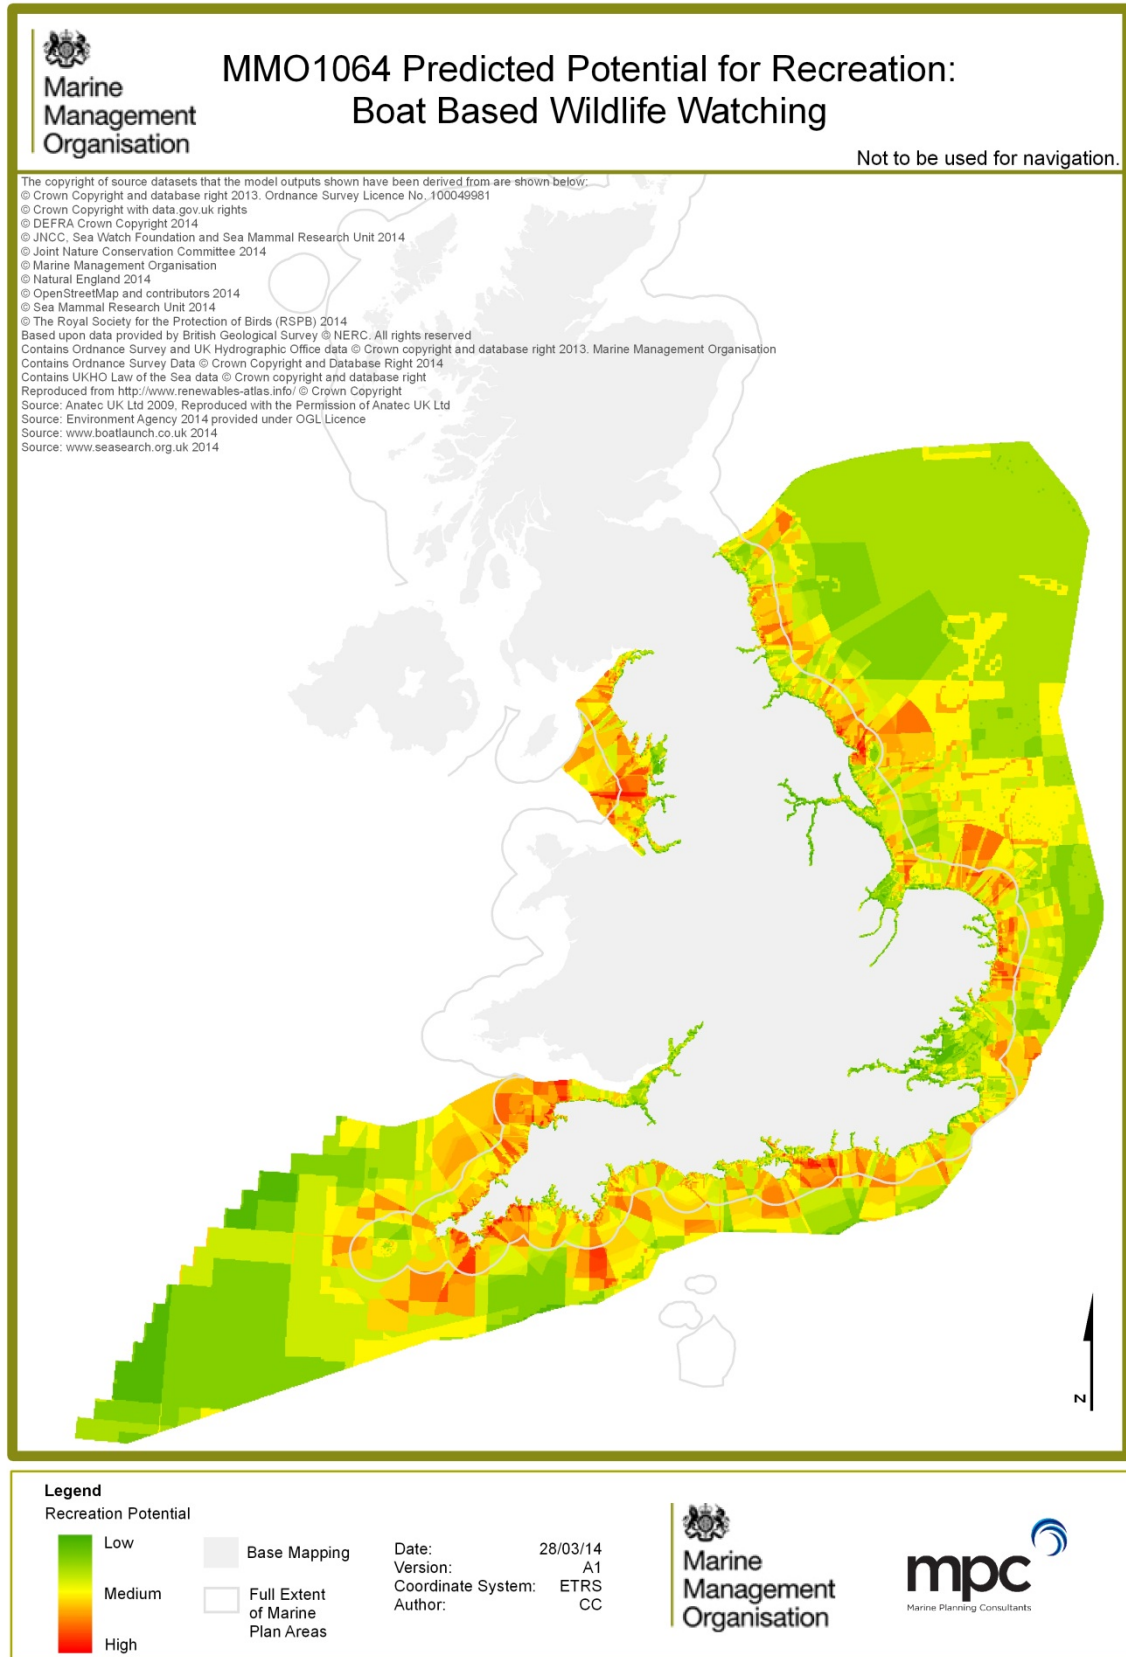 Marine
Management
Organisation
MMO1064 Predicted Potential for Recreation:
Boat Based Wildlife Watching
Not to be used for navigation.
The copyright of source datasets that the model outputs shown have been derived from are shown below:
© Crown Copyright and database right 2013. Ordnance Survey Licence No. 100049981
© Crown Copyright with data.gov.uk rights
© DEFRA Crown Copyright 2014
© JNCC, Sea Watch Foundation and Sea Mammal Research Unit 2014
© Joint Nature Conservation Committee 2014
© Marine Management Organisation
© Natural England 2014
© OpenStreetMap and contributors 2014
© Sea Mammal Research Unit 2014
© The Royal Society for the Protection of Birds (RSPB) 2014
Based upon data provided by British Geological Survey © NERC. All rights reserved
Contains Ordnance Survey and UK Hydrographic Office data © Crown copyright and database right 2013. Marine Management Organisation
Contains Ordnance Survey Data © Crown Copyright and Database Right 2014
Contains UKHO Law of the Sea data © Crown copyright and database right
Reproduced from http://www.renewables-atlas.info/ © Crown Copyright
Source: Anatec UK Ltd 2009, Reproduced with the Permission of Anatec UK Ltd
Source: Environment Agency 2014 provided under OGL Licence
Source: www.boatlaunch.co.uk 2014
Source: www.seasearch.org.uk 2014
N
Legend
Recreation Potential
Low
Medium
High
Base Mapping
Full Extent
of Marine
Plan Areas
Date: 28/03/14
Version: A1
Coordinate System: ETRS
Author: CC
Marine
Management
Organisation
mpc
Marine Planning Consultants